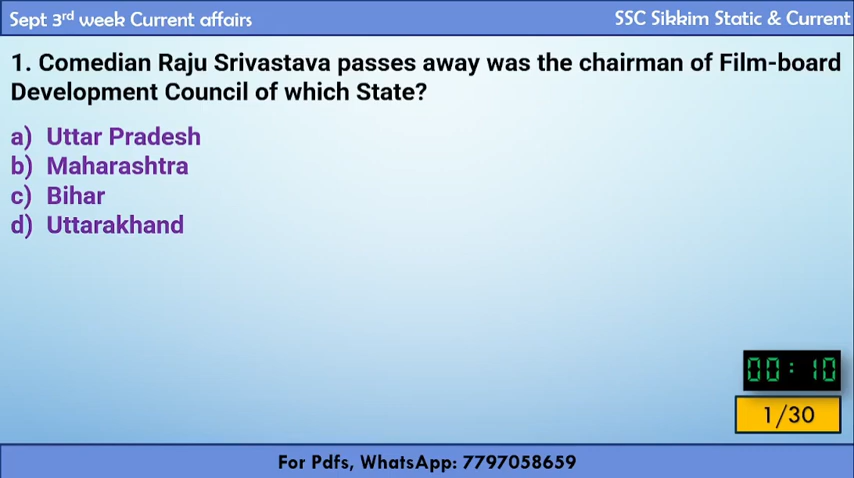 Sept 3rd week Current affairs
SSC Sikkim Static & Current
1. Comedian Raju Srivastava passes away was the chairman of Film-board
Development Council of which State?
a) Uttar Pradesh
b) Maharashtra
c) Bihar
d) Uttarakhand
00:10
1/30
For Pdfs, WhatsApp: 7797058659